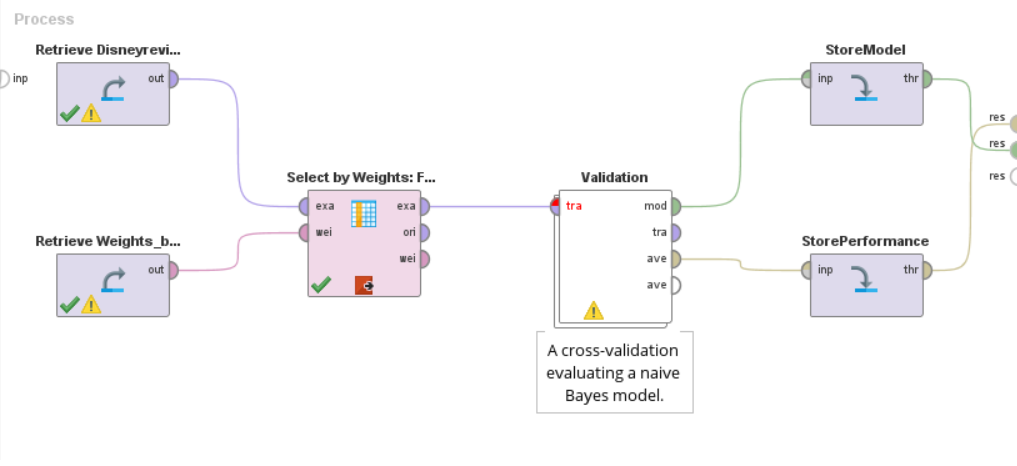 Process
Retrieve Disneyrevi...
inp
out
StoreModel
inp
thr
res
res
res
Select by Weights: F...
exa
exa
wei
ori
wei
Validation
tra
mod
tra
ave
ave
Retrieve Weights_b...
out
StorePerformance
inp
thr
A cross-validation
evaluating a naive
Bayes model.